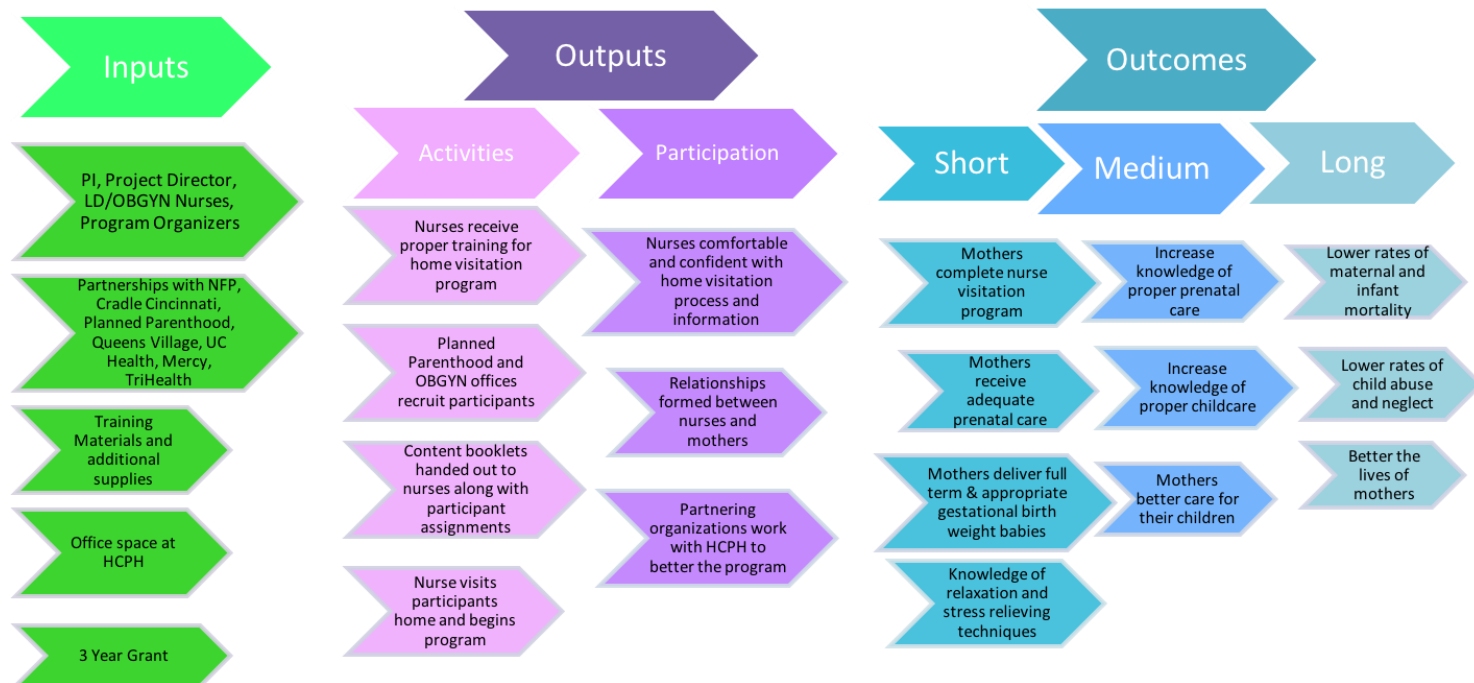 Inputs
PI, Project Director,
LD/OBGYN Nurses,
Program Organizers
Partnerships with NFP,
Cradle Cincinnati,
Planned Parenthood,
Queens Village, UC
Health, Mercy,
TriHealth
Training
Materials and
additional
supplies
Office space at
HCPH
3 Year Grant
Outputs
Activities
Nurses receive
proper training for
home visitation
program
Planned
Parenthood and
OBGYN offices
recruit participants
Content booklets
handed out to
nurses along with
participant
assignments
Nurse visits
participants
home and begins
program
Participation
Nurses comfortable
and confident with
home visitation
process and
information
Relationships
formed between
nurses and
mothers
Partnering
organizations work
with HCPH to
better the program
Outcomes
Short
Mothers
complete nurse
visitation
program
Mothers
receive
adequate
prenatal care
Mothers deliver full
term & appropriate
gestational birth
weight babies
Knowledge of
relaxation and
stress relieving
techniques
Medium
Increase
knowledge of
proper prenatal
care
Increase
knowledge of
proper childcare
Mothers
better care for
their children
Long
Lower rates of
maternal and
infant
mortality
Lower rates of
child abuse
and neglect
Better the
lives of
mothers